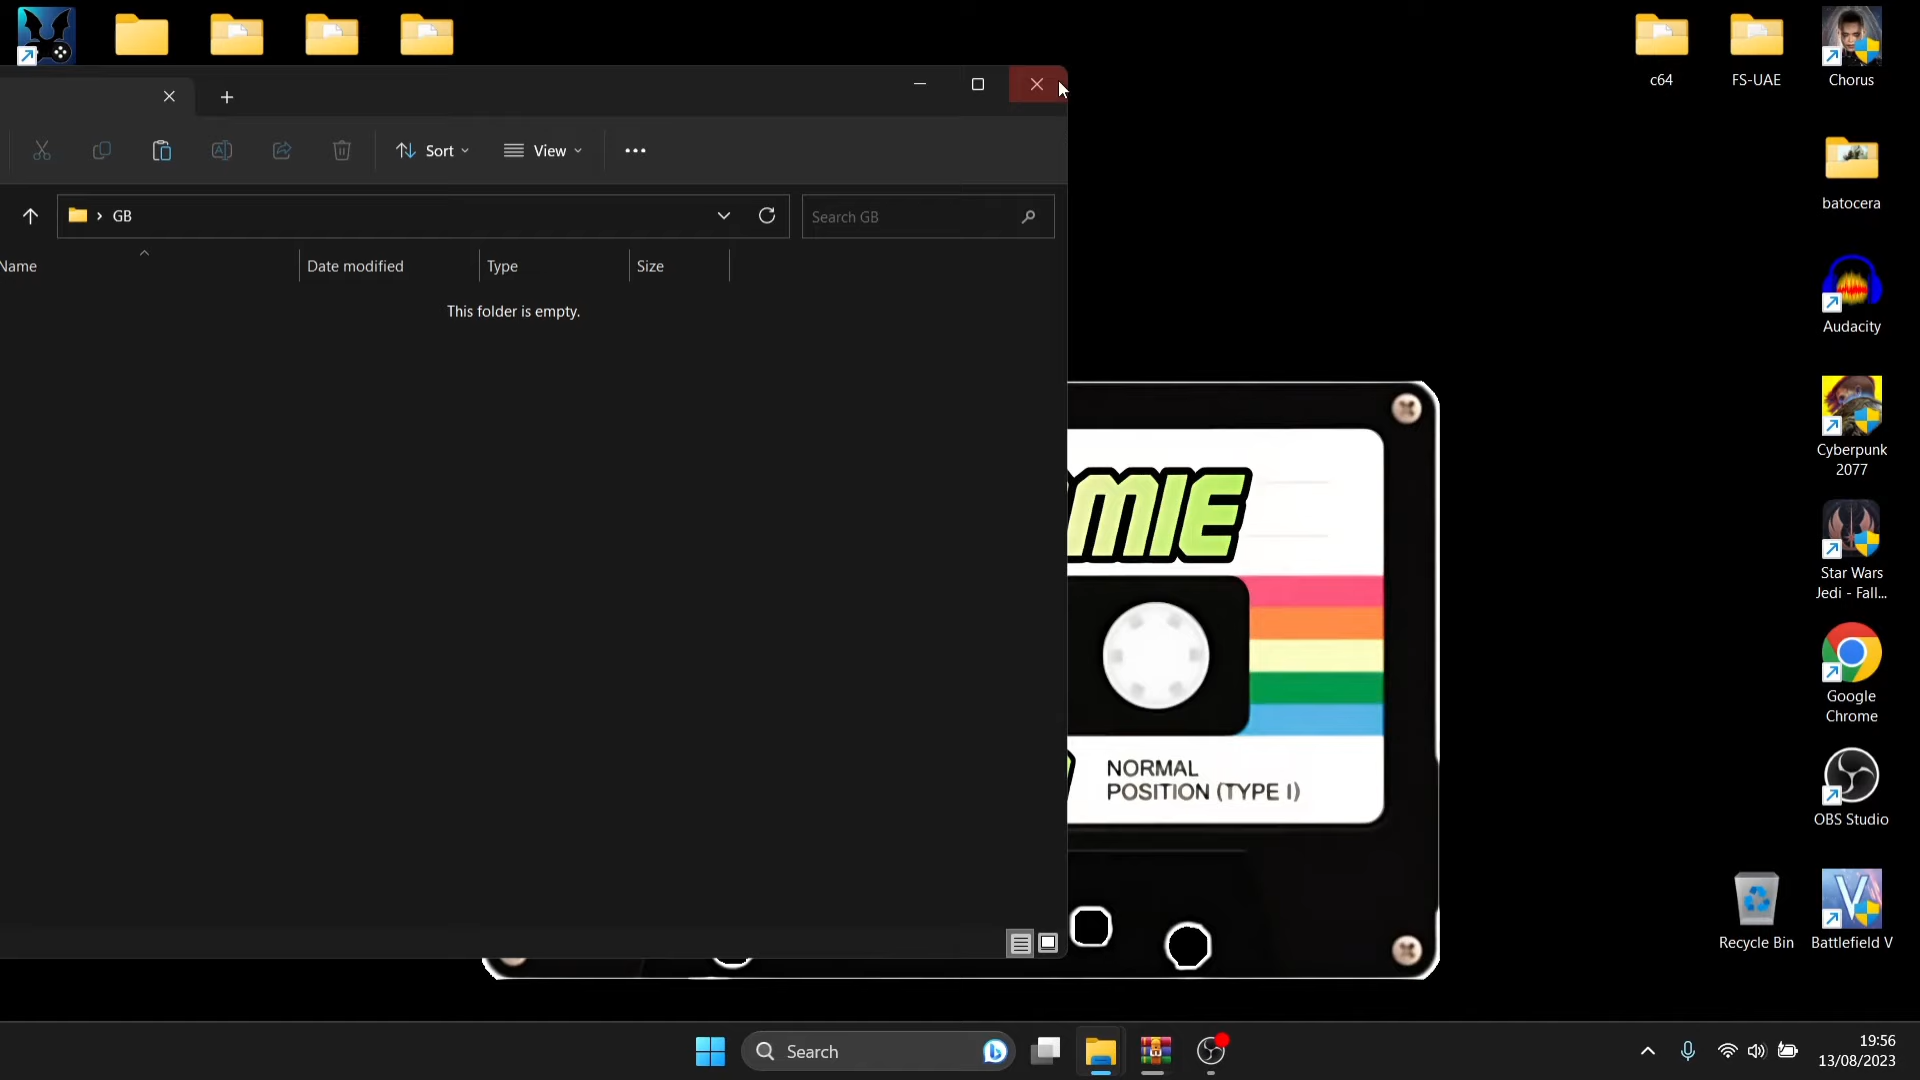 c64
FS-UAE
Chorus
Sort
View
GB
Search GB
batocera
Name
Date modified
Type
Size
This folder is empty.
Audacity
Cyberpunk
2077
MIE
Star Wars
Jedi - Fall...
Google
Chrome
NORMAL
POSITION (TYPE I)
OBS Studio
Recycle Bin
Battlefield V
Search
19:56
13/08/2023